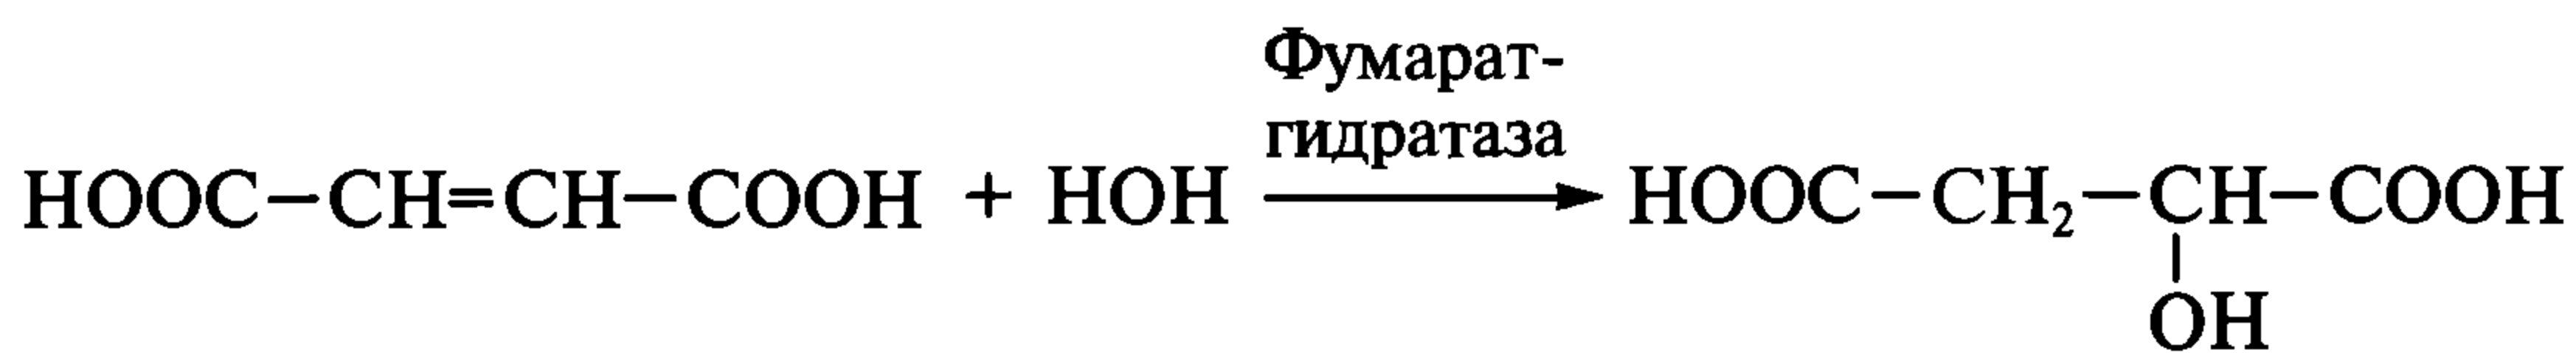 Фумарат-
гидратаза
HOOC—CH=CH—COOH + HOH → HOOC—CH₂—CH—COOH
OH